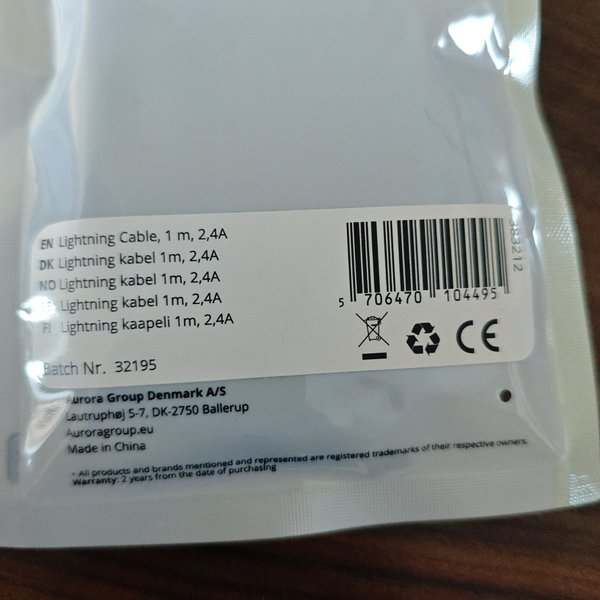 EN Lightning Cable, 1 m, 2,4A
DK Lightning kabel 1m, 2,4A
NO Lightning kabel 1m, 2,4A
Lightning kabel 1m, 2,4A
FI Lightning kaapeli 1m, 2,4A
Batch Nr. 32195
383212
5 706470 104495
CE
Aurora Group Denmark A/S
Lautruphøj 5-7, DK-2750 Ballerup
Auroragroup.eu
Made in China
- All products and brands mentioned and represented are registered trademarks of their respective owners.
Warranty: 2 years from the date of purchasing